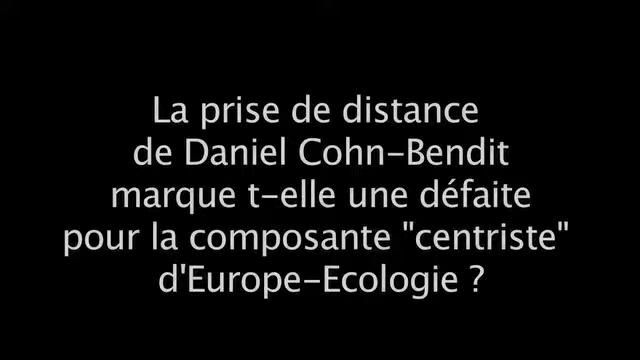 La prise de distance
de Daniel Cohn-Bendit
marque t-elle une défaite
pour la composante "centriste"
d'Europe-Ecologie ?